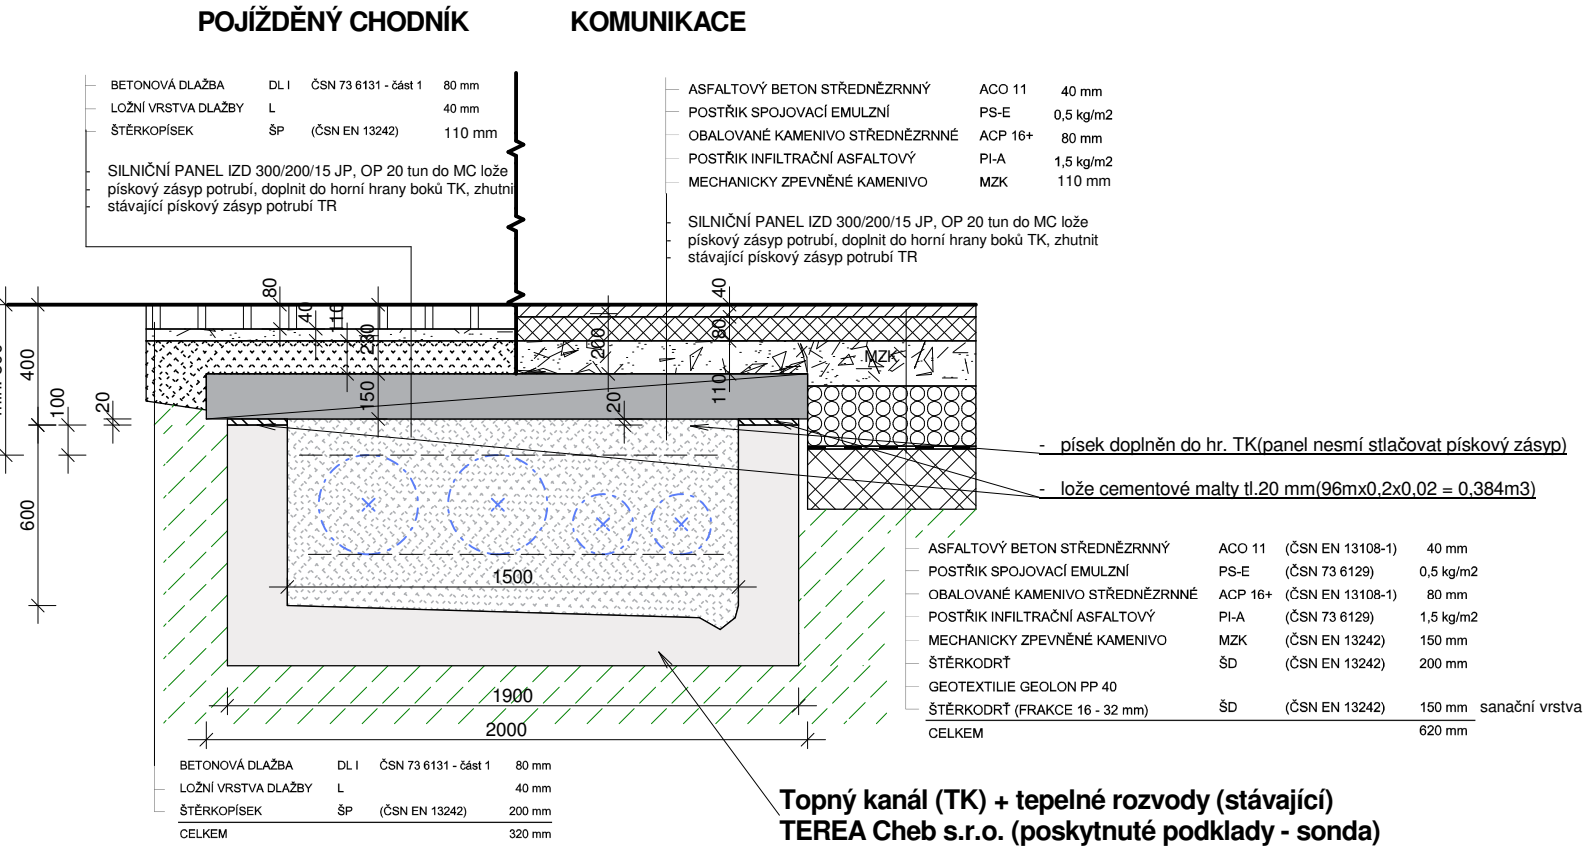 POJÍŽDĚNÝ CHODNÍK KOMUNIKACE
BETONOVÁ DLAŽBA DL I ČSN 73 6131 - část 1 80 mm
LOŽNÍ VRSTVA DLAŽBY L 40 mm
ŠTĚRKOPÍSEK ŠP (ČSN EN 13242) 110 mm
SILNIČNÍ PANEL IZD 300/200/15 JP, OP 20 tun do MC lože
pískový zásyp potrubí, doplnit do horní hrany boků TK, zhutni
stávající pískový zásyp potrubí TR
ASFALTOVÝ BETON STŘEDNĚZRNNÝ ACO 11 40 mm
POSTŘIK SPOJOVACÍ EMULZNÍ PS-E 0,5 kg/m2
OBALOVANÉ KAMENIVO STŘEDNĚZRNNÉ ACP 16+ 80 mm
POSTŘIK INFILTRAČNÍ ASFALTOVÝ PI-A 1,5 kg/m2
MECHANICKY ZPEVNĚNÉ KAMENIVO MZK 110 mm
SILNIČNÍ PANEL IZD 300/200/15 JP, OP 20 tun do MC lože
pískový zásyp potrubí, doplnit do horní hrany boků TK, zhutnit
stávající pískový zásyp potrubí TR
80
40
110
230
150
200
20
40
80
110
MZK
400
100
20
600
1500
1900
2000
- písek doplněn do hr. TK(panel nesmí stlačovat pískový zásyp)
- lože cementové malty tl.20 mm(96mx0,2x0,02 = 0,384m3)
ASFALTOVÝ BETON STŘEDNĚZRNNÝ ACO 11 (ČSN EN 13108-1) 40 mm
POSTŘIK SPOJOVACÍ EMULZNÍ PS-E (ČSN 73 6129) 0,5 kg/m2
OBALOVANÉ KAMENIVO STŘEDNĚZRNNÉ ACP 16+ (ČSN EN 13108-1) 80 mm
POSTŘIK INFILTRAČNÍ ASFALTOVÝ PI-A (ČSN 73 6129) 1,5 kg/m2
MECHANICKY ZPEVNĚNÉ KAMENIVO MZK (ČSN EN 13242) 150 mm
ŠTĚRKODRŤ ŠD (ČSN EN 13242) 200 mm
GEOTEXTILIE GEOLON PP 40
ŠTĚRKODRŤ (FRAKCE 16 - 32 mm) ŠD (ČSN EN 13242) 150 mm sanační vrstva
CELKEM 620 mm
BETONOVÁ DLAŽBA DL I ČSN 73 6131 - část 1 80 mm
LOŽNÍ VRSTVA DLAŽBY L 40 mm
ŠTĚRKOPÍSEK ŠP (ČSN EN 13242) 200 mm
CELKEM 320 mm
Topný kanál (TK) + tepelné rozvody (stávající)
TEREA Cheb s.r.o. (poskytnuté podklady - sonda)